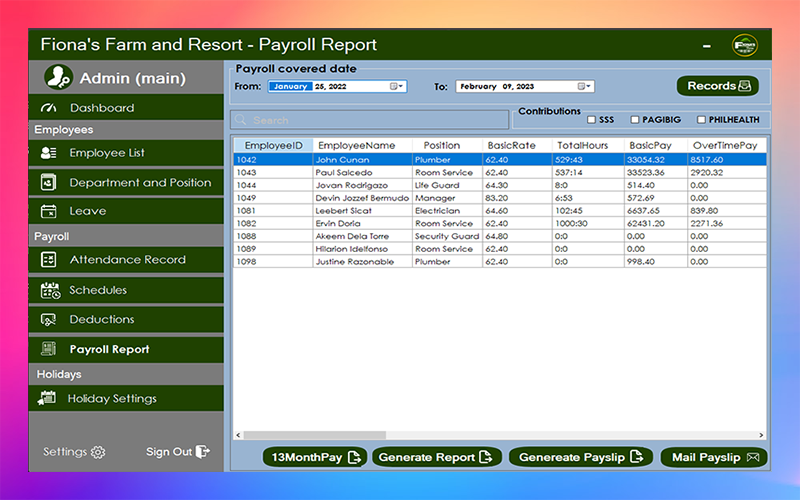 Fiona's Farm and Resort - Payroll Report
Admin (main)
Dashboard
Employees
Employee List
Department and Position
Leave
Payroll
Attendance Record
Schedules
Deductions
Payroll Report
Holidays
Holiday Settings
Settings
Sign Out
Payroll covered date
From: January 25, 2022
To: February 09, 2023
Records
Search
Contributions
SSS PAGIBIG PHILHEALTH
EmployeeID EmployeeName Position BasicRate TotalHours BasicPay OverTimePay
1042 John Cunan Plumber 62.40 529:43 33054.32 8517.60
1043 Paul Salcedo Room Service 62.40 537:14 33523.36 2920.32
1044 Jovan Rodrigazo Life Guard 64.30 8:0 514.40 0.00
1049 Devin Jozzef Bermudo Manager 83.20 6:53 572.69 0.00
1081 Leebert Sicat Electrician 64.60 102:45 6637.65 839.80
1082 Ervin Doria Room Service 62.40 1000:30 62431.20 2271.36
1088 Akeem Dela Torre Security Guard 64.80 0:0 0.00 0.00
1089 Hilarion Idelfonso Room Service 62.40 0:0 0.00 0.00
1098 Justine Razonable Plumber 62.40 0:0 998.40 0.00
13MonthPay Generate Report Genereate Payslip Mail Payslip